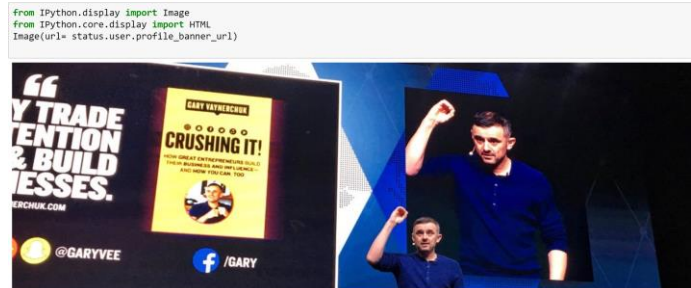 from IPython.display import Image
from IPython.core.display import HTML
Image(url= status.user.profile_banner_url)
Y TRADE
TENTION
& BUILD
NESSES.
ERCHUK.COM
GARY VAYNERCHUK
CRUSHING IT!
HOW GREAT ENTREPRENEURS BUILD
THEIR BUSINESS AND INFLUENCE—
AND HOW YOU CAN, TOO
@GARYVEE
/GARY